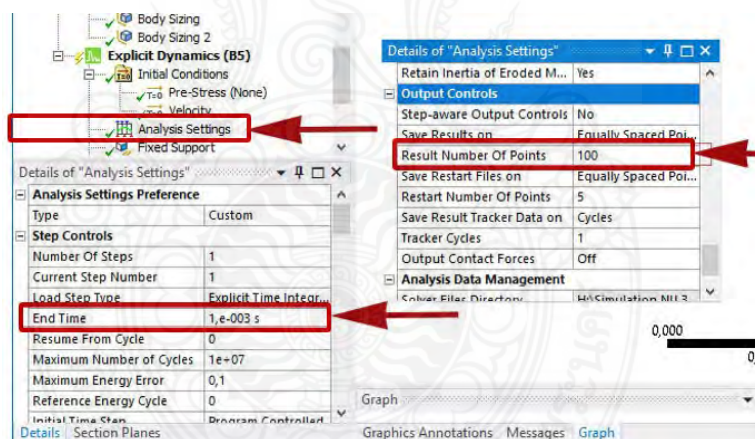 Body Sizing
Body Sizing 2
Explicit Dynamics (B5)
Initial Conditions
T=0 Pre-Stress (None)
T=0 Velocity
Analysis Settings
Fixed Support
Details of "Analysis Settings"
Analysis Settings Preference
Type Custom
Step Controls
Number Of Steps 1
Current Step Number 1
Load Step Type Explicit Time Integr...
End Time 1,e-003 s
Resume From Cycle 0
Maximum Number of Cycles 1e+07
Maximum Energy Error 0,1
Reference Energy Cycle 0
Initial Time Step Program Controlled
Details Section Planes
Details of "Analysis Settings"
Retain Inertia of Eroded M... Yes
Output Controls
Step-aware Output Controls No
Save Results on Equally Spaced Poi...
Result Number Of Points 100
Save Restart Files on Equally Spaced Poi...
Restart Number Of Points 5
Save Result Tracker Data on Cycles
Tracker Cycles 1
Output Contact Forces Off
Analysis Data Management
Solver Files Directory H:\Simulation NU 3
0,000
Graph
Graphics Annotations Messages Graph